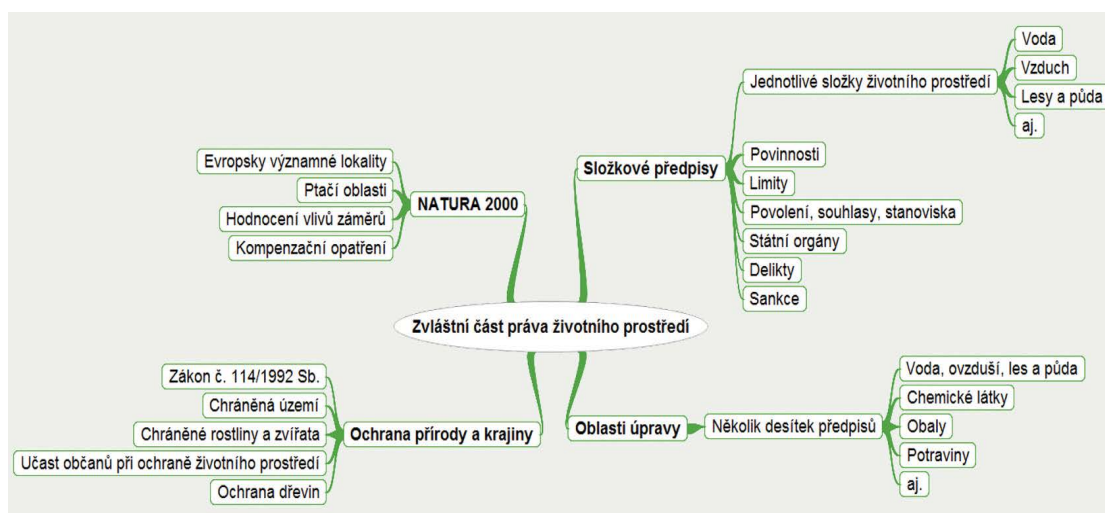 Zvláštní část práva životního prostředí
NATURA 2000
Evropsky významné lokality
Ptačí oblasti
Hodnocení vlivů záměrů
Kompenzační opatření
Složkové předpisy
Jednotlivé složky životního prostředí
Voda
Vzduch
Lesy a půda
aj.
Povinnosti
Limity
Povolení, souhlasy, stanoviska
Státní orgány
Delikty
Sankce
Ochrana přírody a krajiny
Zákon č. 114/1992 Sb.
Chráněná území
Chráněné rostliny a zvířata
Učast občanů při ochraně životního prostředí
Ochrana dřevin
Oblasti úpravy
Několik desítek předpisů
Voda, ovzduší, les a půda
Chemické látky
Obaly
Potraviny
aj.